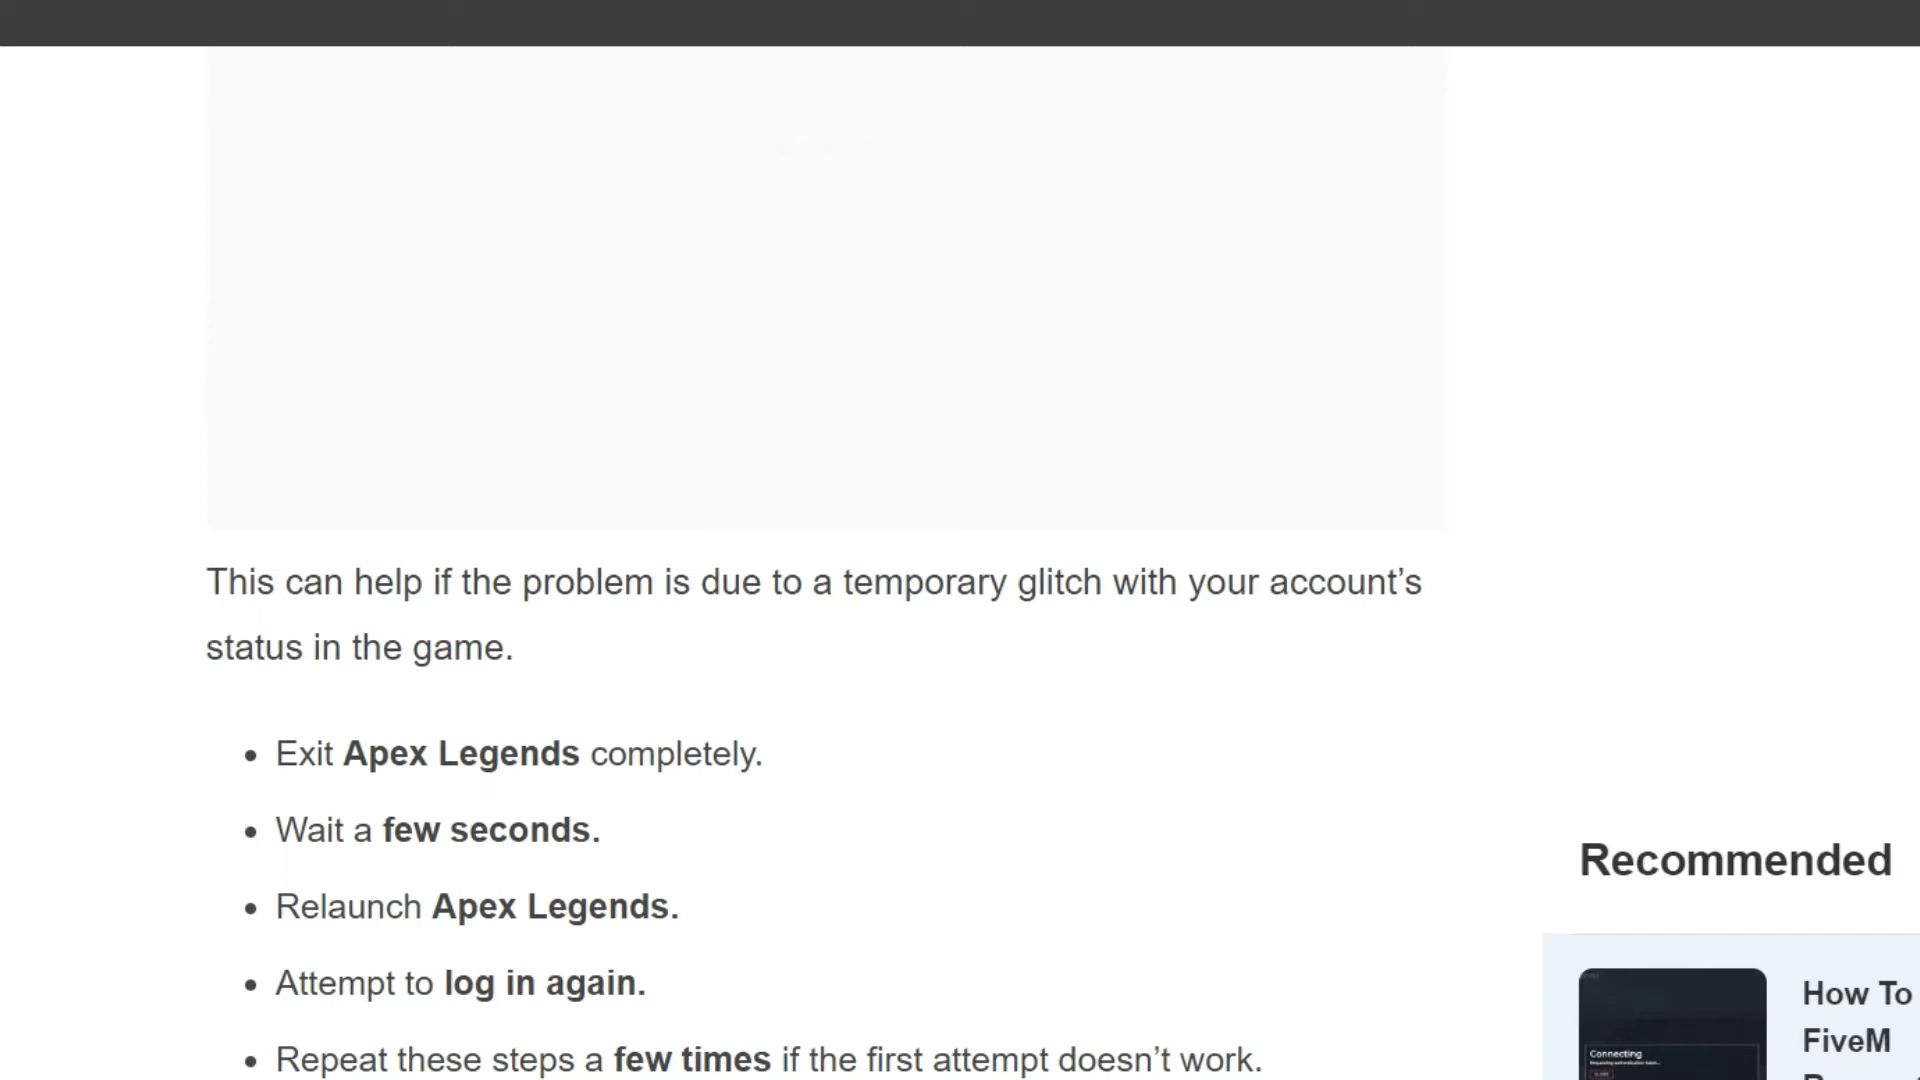 This can help if the problem is due to a temporary glitch with your account’s
status in the game.
Exit Apex Legends completely.
Wait a few seconds.
Relaunch Apex Legends.
Attempt to log in again.
Repeat these steps a few times if the first attempt doesn’t work.
Recommended
How To
FiveM
Connecting